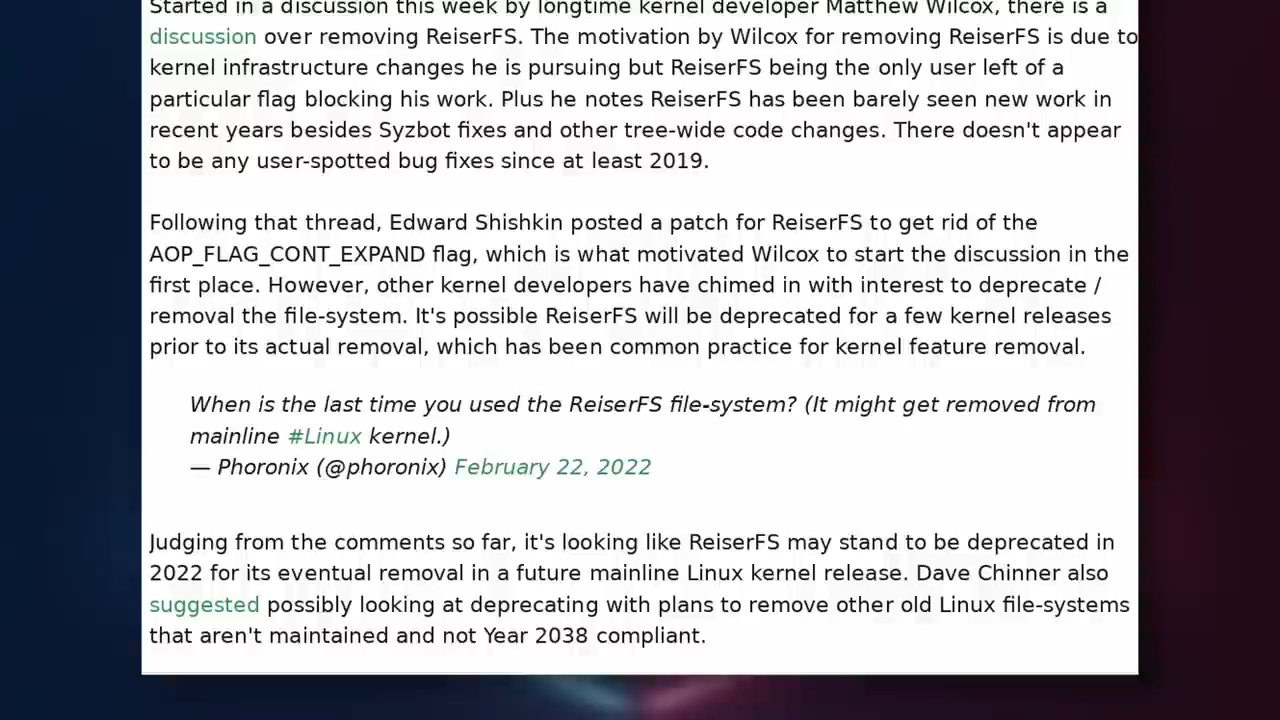 Started in a discussion this week by longtime kernel developer Matthew Wilcox, there is a
discussion over removing ReiserFS. The motivation by Wilcox for removing ReiserFS is due to
kernel infrastructure changes he is pursuing but ReiserFS being the only user left of a
particular flag blocking his work. Plus he notes ReiserFS has been barely seen new work in
recent years besides Syzbot fixes and other tree-wide code changes. There doesn't appear
to be any user-spotted bug fixes since at least 2019.
Following that thread, Edward Shishkin posted a patch for ReiserFS to get rid of the
AOP_FLAG_CONT_EXPAND flag, which is what motivated Wilcox to start the discussion in the
first place. However, other kernel developers have chimed in with interest to deprecate /
removal the file-system. It's possible ReiserFS will be deprecated for a few kernel releases
prior to its actual removal, which has been common practice for kernel feature removal.
When is the last time you used the ReiserFS file-system? (It might get removed from
mainline #Linux kernel.)
— Phoronix (@phoronix) February 22, 2022
Judging from the comments so far, it's looking like ReiserFS may stand to be deprecated in
2022 for its eventual removal in a future mainline Linux kernel release. Dave Chinner also
suggested possibly looking at deprecating with plans to remove other old Linux file-systems
that aren't maintained and not Year 2038 compliant.